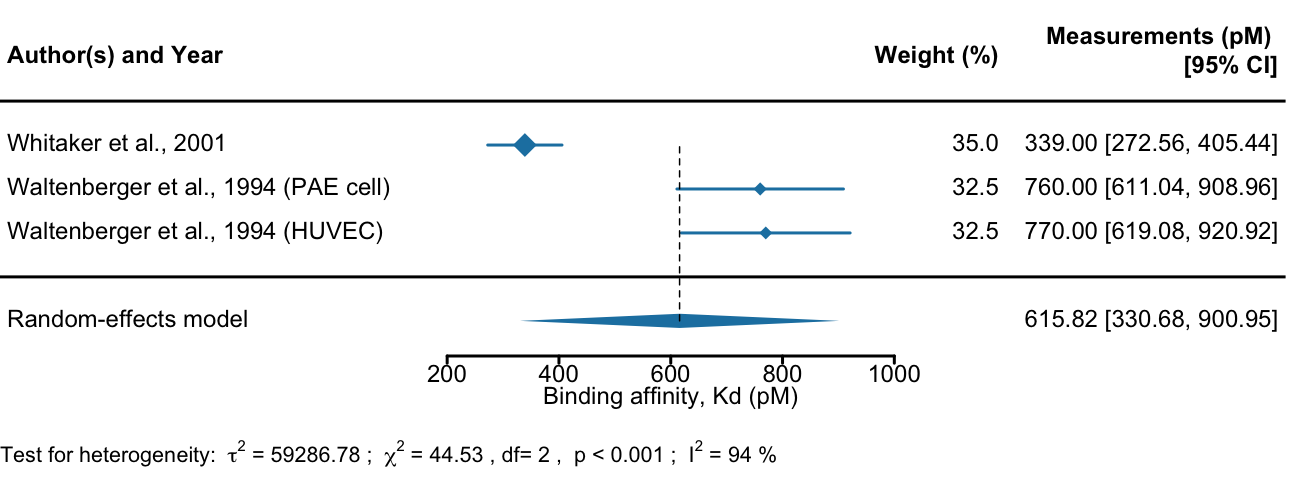 Author(s) and Year Weight (%) Measurements (pM)
[95% CI]
Whitaker et al., 2001 35.0 339.00 [272.56, 405.44]
Waltenberger et al., 1994 (PAE cell) 32.5 760.00 [611.04, 908.96]
Waltenberger et al., 1994 (HUVEC) 32.5 770.00 [619.08, 920.92]
Random-effects model 615.82 [330.68, 900.95]
200 400 600 800 1000
Binding affinity, Kd (pM)
Test for heterogeneity: τ² = 59286.78 ; χ² = 44.53 , df= 2 , p < 0.001 ; I² = 94 %